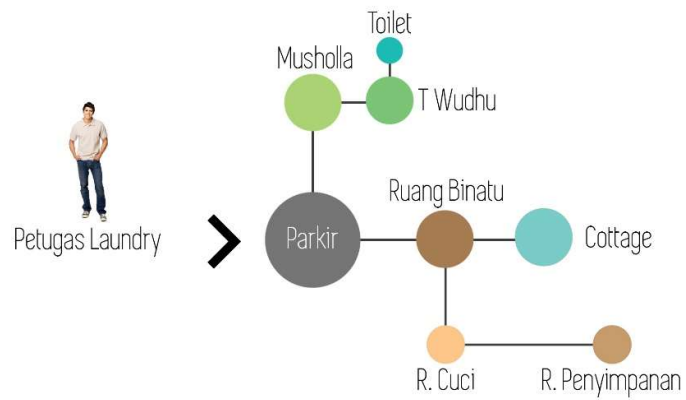 Toilet
Musholla
T Wudhu
Ruang Binatu
Petugas Laundry
Parkir
Cottage
R. Cuci
R. Penyimpanan